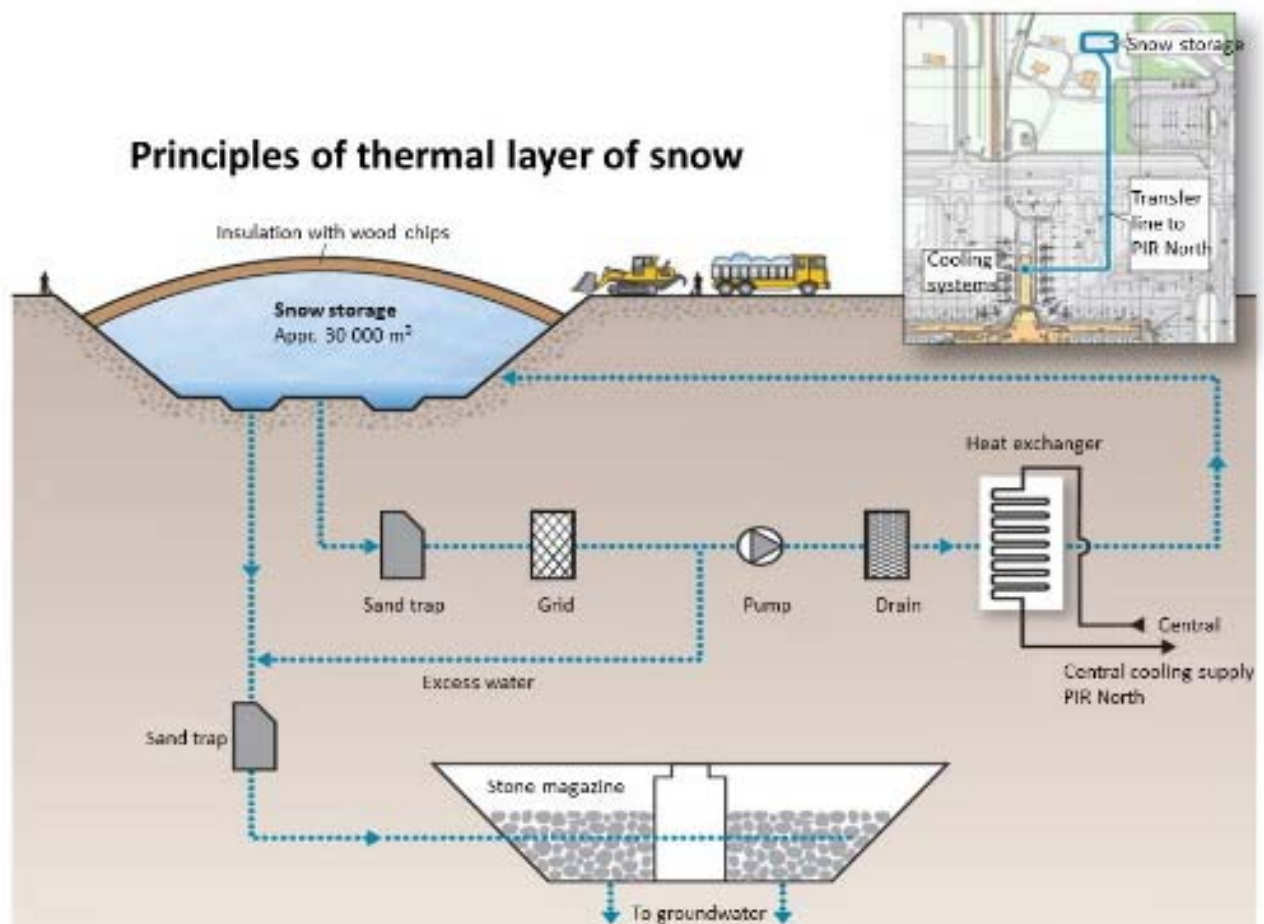 Principles of thermal layer of snow
Snow storage
Transfer
line to
PIR North
Cooling
systems
Insulation with wood chips
Snow storage
Appr. 30 000 m³
Heat exchanger
Sand trap
Grid
Pump
Drain
Central
Excess water
Central cooling supply
PIR North
Sand trap
Stone magazine
To groundwater